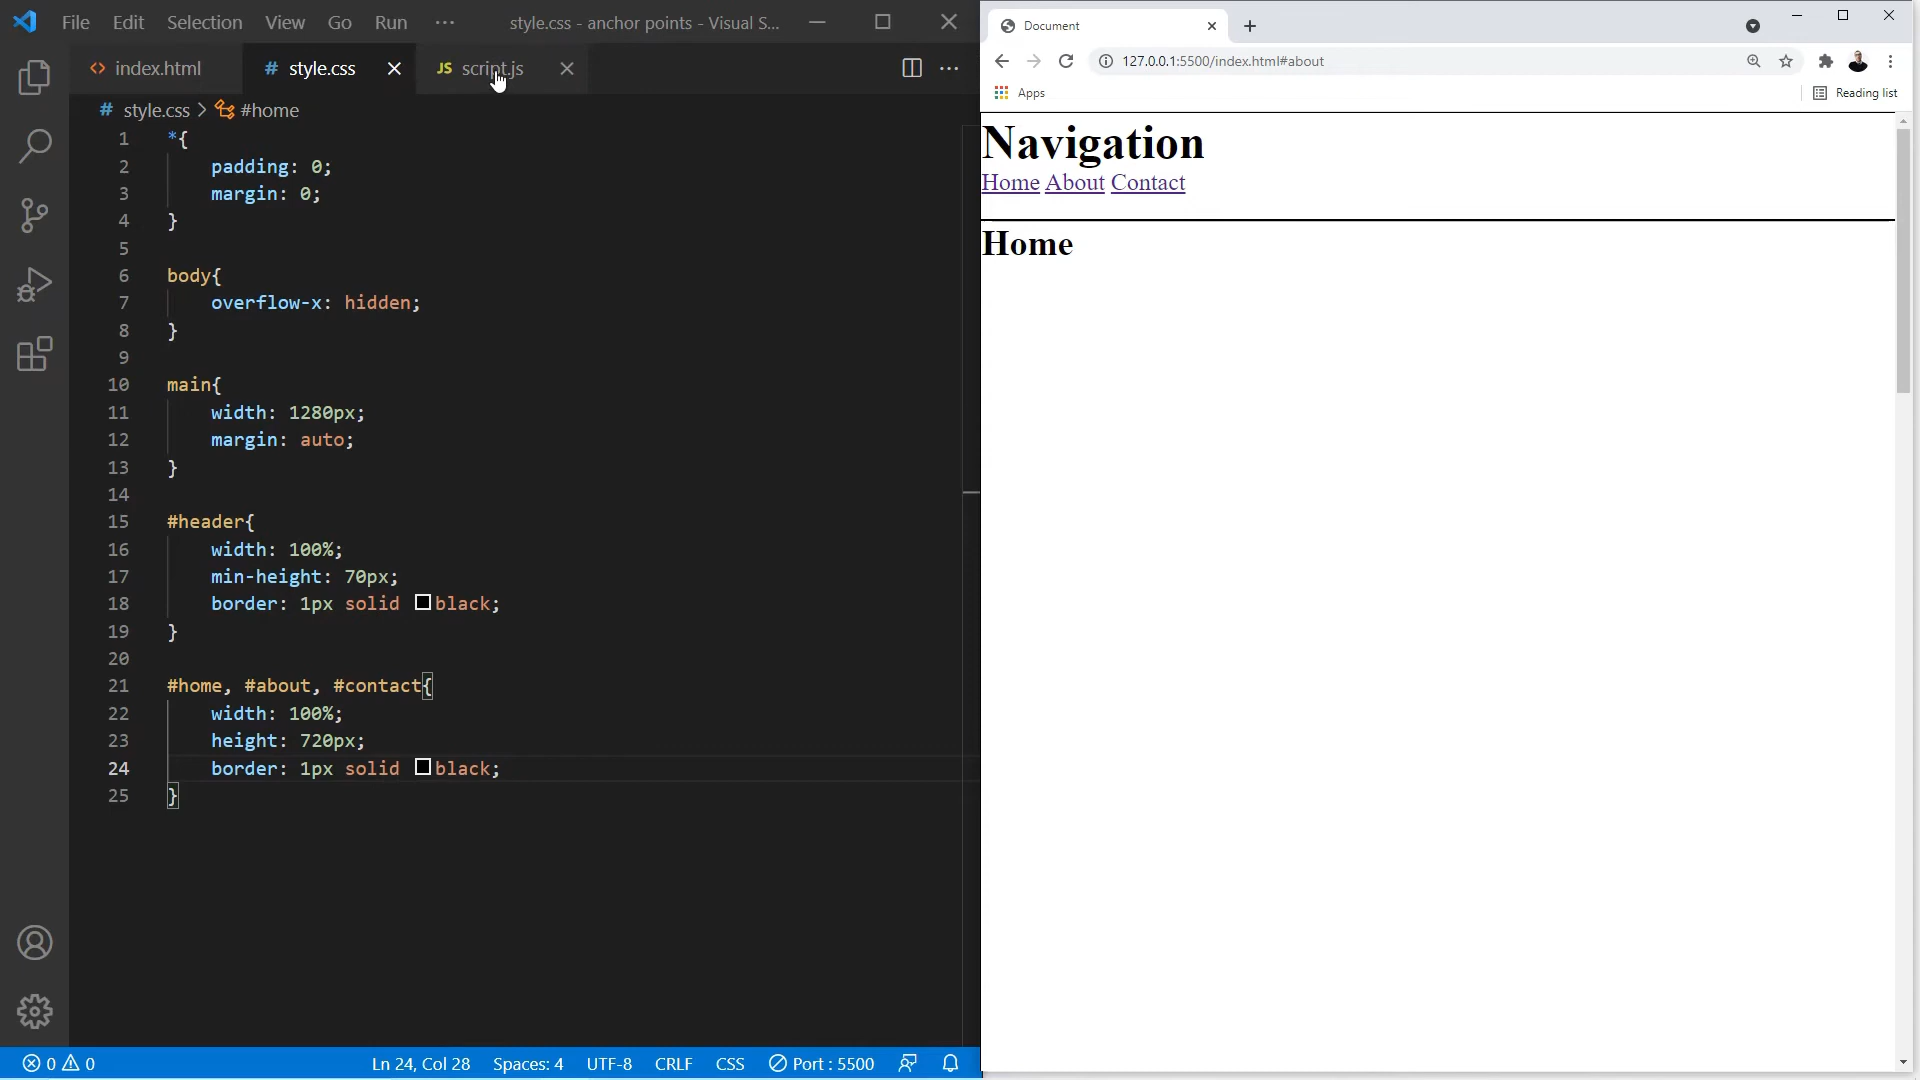 File Edit Selection View Go Run ··· style.css - anchor points - Visual S...
index.html # style.css JS script.js
# style.css > #home
1 *{
2 padding: 0;
3 margin: 0;
4 }
5
6 body{
7 overflow-x: hidden;
8 }
9
10 main{
11 width: 1280px;
12 margin: auto;
13 }
14
15 #header{
16 width: 100%;
17 min-height: 70px;
18 border: 1px solid black;
19 }
20
21 #home, #about, #contact{
22 width: 100%;
23 height: 720px;
24 border: 1px solid black;
25 }
0 0 Ln 24, Col 28 Spaces: 4 UTF-8 CRLF CSS Port : 5500
Document
127.0.0.1:5500/index.html#about
Apps Reading list
Navigation
Home About Contact
Home